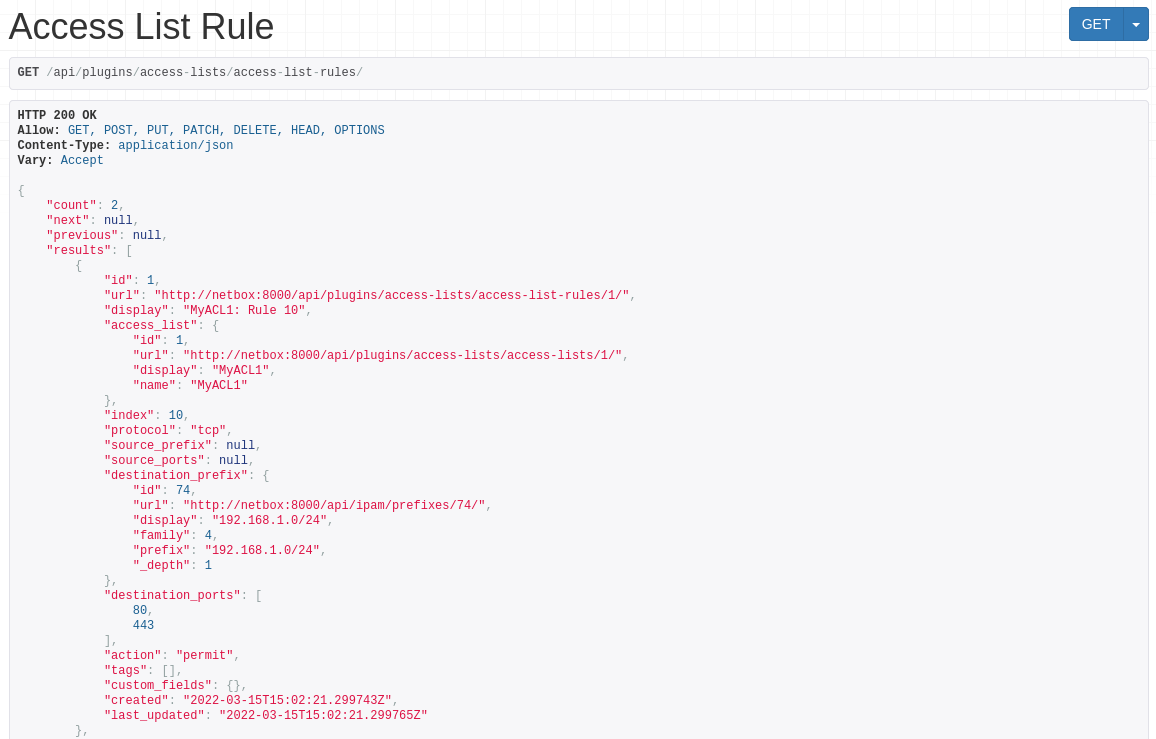 Access List Rule
GET
GET /api/plugins/access-lists/access-list-rules/
HTTP 200 OK
Allow: GET, POST, PUT, PATCH, DELETE, HEAD, OPTIONS
Content-Type: application/json
Vary: Accept
{
    "count": 2,
    "next": null,
    "previous": null,
    "results": [
        {
            "id": 1,
            "url": "http://netbox:8000/api/plugins/access-lists/access-list-rules/1/",
            "display": "MyACL1: Rule 10",
            "access_list": {
                "id": 1,
                "url": "http://netbox:8000/api/plugins/access-lists/access-lists/1/",
                "display": "MyACL1",
                "name": "MyACL1"
            },
            "index": 10,
            "protocol": "tcp",
            "source_prefix": null,
            "source_ports": null,
            "destination_prefix": {
                "id": 74,
                "url": "http://netbox:8000/api/ipam/prefixes/74/",
                "display": "192.168.1.0/24",
                "family": 4,
                "prefix": "192.168.1.0/24",
                "_depth": 1
            },
            "destination_ports": [
                80,
                443
            ],
            "action": "permit",
            "tags": [],
            "custom_fields": {},
            "created": "2022-03-15T15:02:21.299743Z",
            "last_updated": "2022-03-15T15:02:21.299765Z"
        },